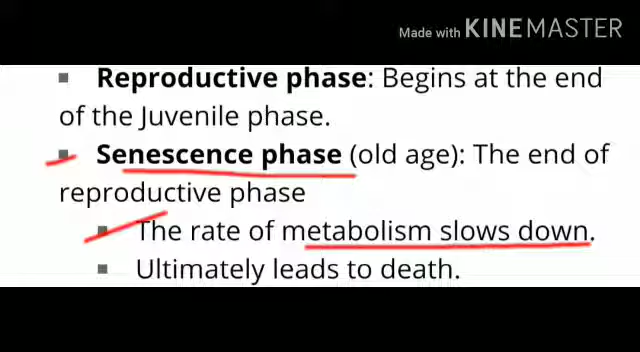 Made with KINEMASTER
▪ Reproductive phase: Begins at the end
of the Juvenile phase.
▪ Senescence phase (old age): The end of
reproductive phase
▪ The rate of metabolism slows down.
▪ Ultimately leads to death.